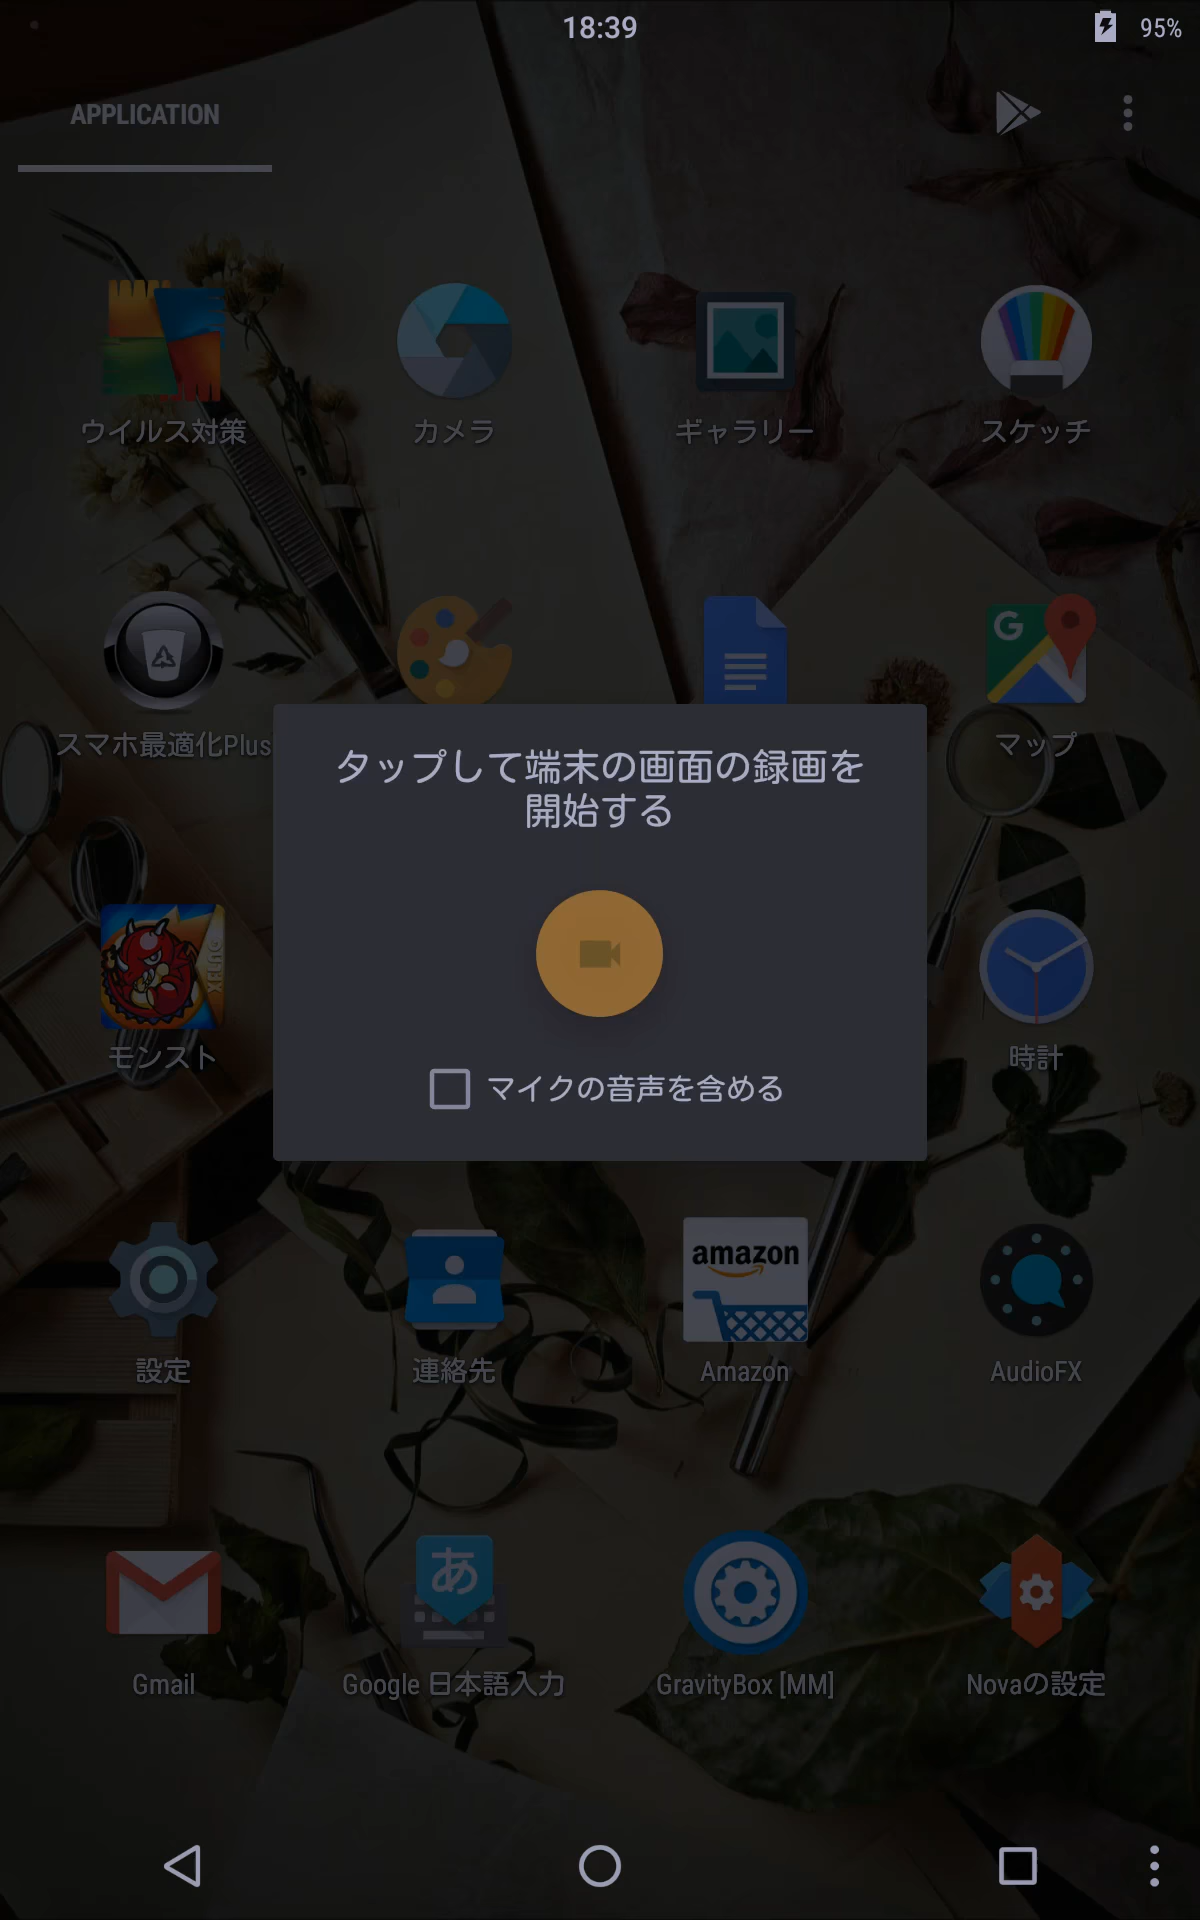 18:39
95%
APPLICATION
ウイルス対策
カメラ
ギャラリー
スケッチ
G
スマホ最適化Plus
マップ
タップして端末の画面の録画を
開始する
マイクの音声を含める
XFLAG
モンスト
時計
amazon
設定
連絡先
Amazon
AudioFX
あ
Gmail
Google 日本語入力
GravityBox [MM]
Novaの設定